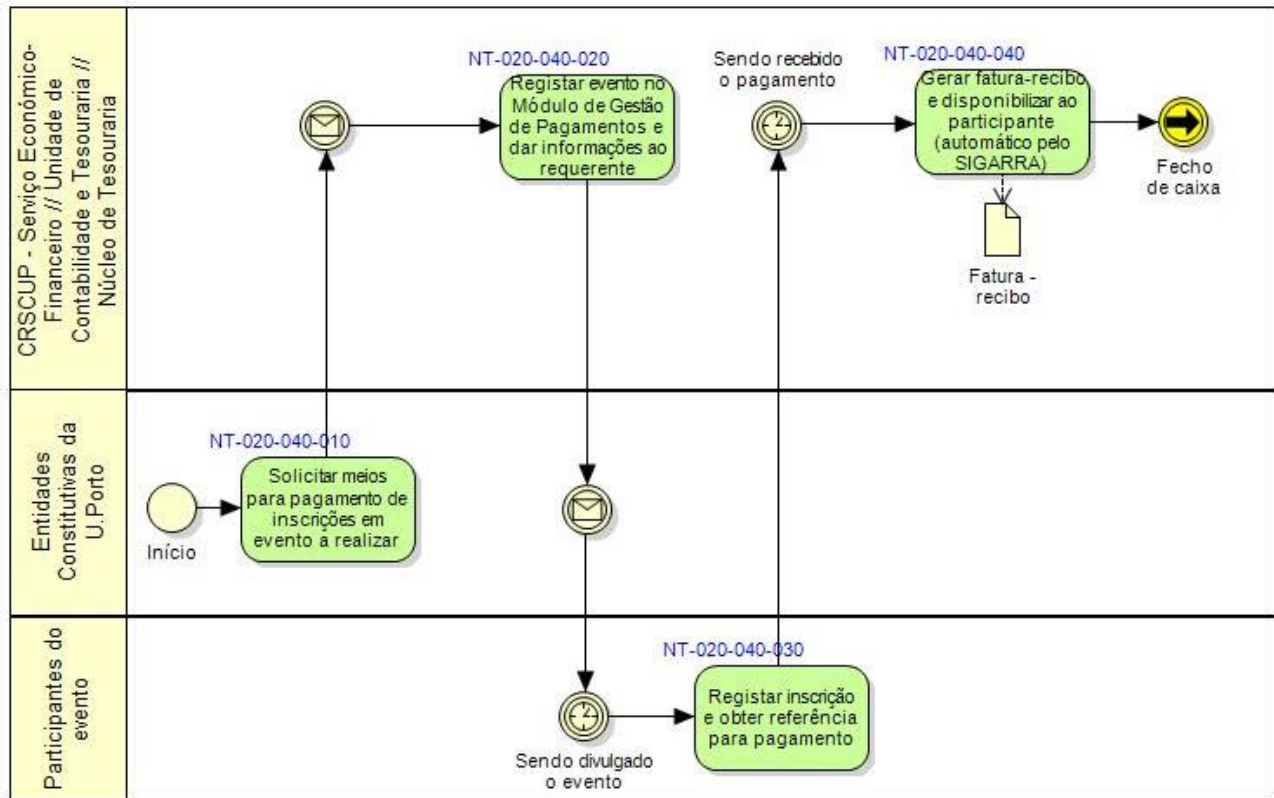 CRSCUP - Serviço Económico-
Financeiro // Unidade de
Contabilidade e Tesouraria //
Núcleo de Tesouraria
NT-020-040-020
Registar evento no
Módulo de Gestão
de Pagamentos e
dar informações ao
requerente
Sendo recebido
o pagamento
NT-020-040-040
Gerar fatura-recibo
e disponibilizar ao
participante
(automático pelo
SIGARRA)
Fecho
de caixa
Fatura -
recibo
Entidades
Constitutivas da
U.Porto
Início
NT-020-040-010
Solicitar meios
para pagamento de
inscrições em
evento a realizar
Participantes do
evento
Sendo divulgado
o evento
NT-020-040-030
Registar inscrição
e obter referência
para pagamento